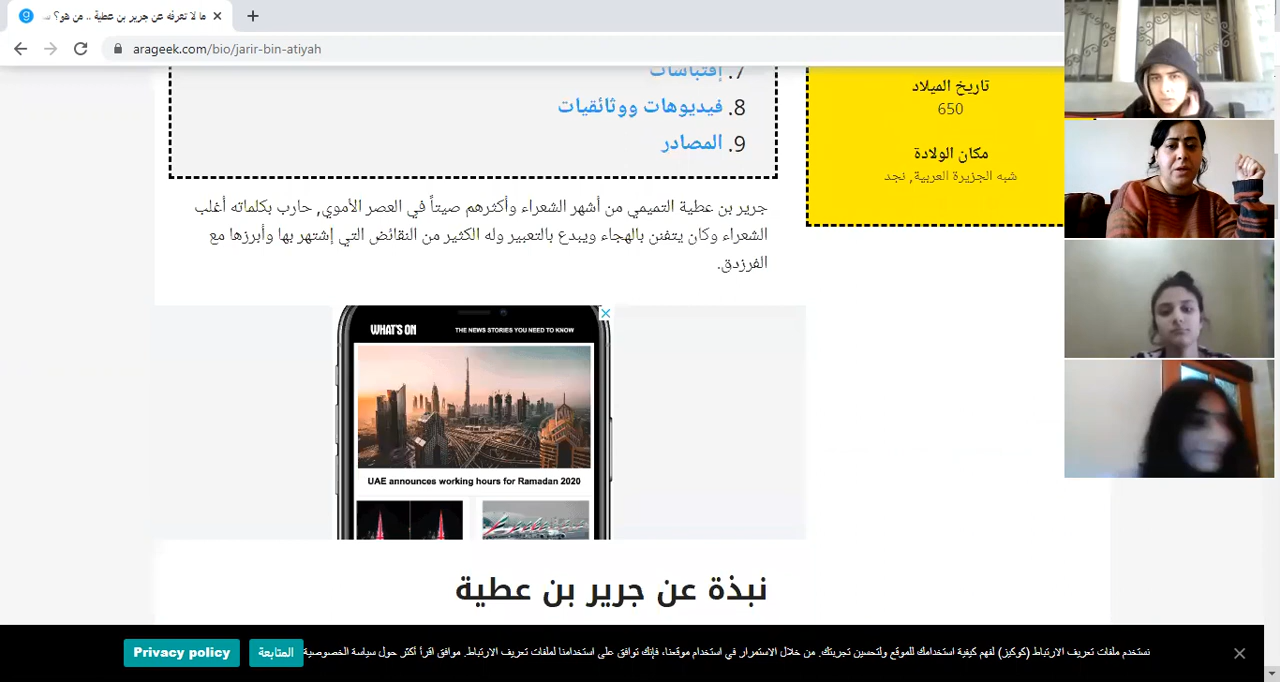 ما لا تعرفه عن جرير بن عطية .. من هو؟
arageek.com/bio/jarir-bin-atiyah
7. إقتباسات
8. فيديوهات ووثائقيات
9. المصادر
تاريخ الميلاد
650
مكان الولادة
شبه الجزيرة العربية, نجد
جرير بن عطية التميمي من أشهر الشعراء وأكثرهم صيتاً في العصر الأموي, حارب بكلماته أغلب
الشعراء وكان يتفنن بالهجاء ويبدع بالتعبير وله الكثير من النقائض التي إشتهر بها وأبرزها مع
الفرزدق.
WHAT'S ON
THE NEWS STORIES YOU NEED TO KNOW
UAE announces working hours for Ramadan 2020
نبذة عن جرير بن عطية
نستخدم ملفات تعريف الارتباط (كوكيز) لفهم كيفية استخدامك للموقع ولتحسين تجربتك. من خلال الاستمرار في استخدام موقعنا، فإنك توافق على استخدامنا لملفات تعريف الارتباط. موافق اقرأ أكثر حول سياسة الخصوصية
المتابعة
Privacy policy